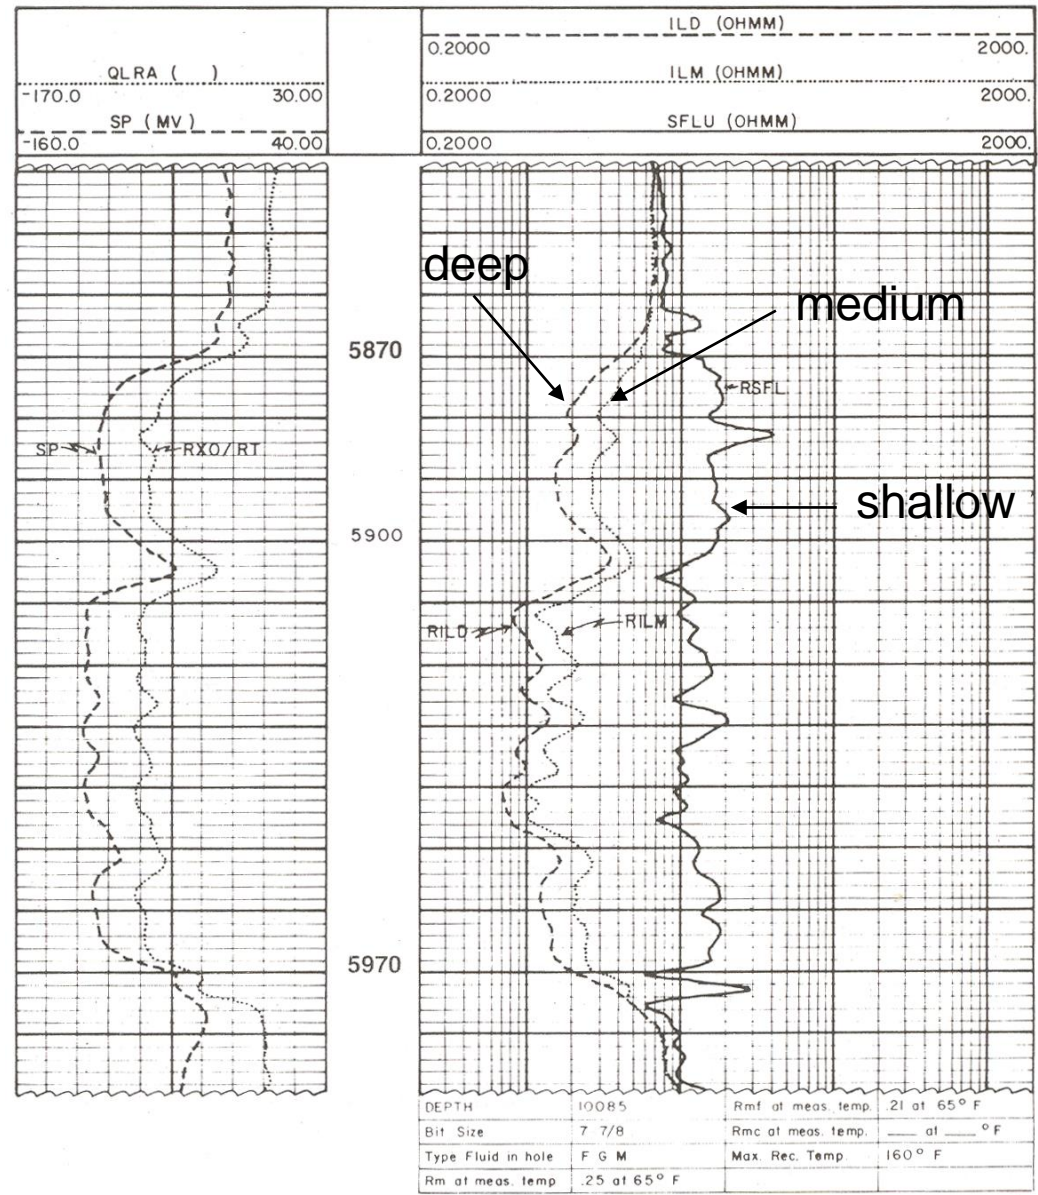 ILD (OHMM)
0.2000 2000.
QLRA ( ) ILM (OHMM)
-170.0 30.00 0.2000 2000.
SP (MV) SFLU (OHMM)
-160.0 40.00 0.2000 2000.
deep
medium
5870
RSFL
SP RXO/RT
shallow
5900
RILD RILM
5970
DEPTH 10085 Rmf at meas. temp. .21 at 65° F
Bit Size 7 7/8 Rmc at meas. temp. ___ at ___ °F
Type Fluid in hole F G M Max. Rec. Temp. 160° F
Rm at meas. temp .25 at 65° F